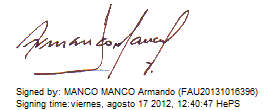 Signed by: MANCO MANCO Armando (FAU20131016396)
Signing time: viernes, agosto 17 2012, 12:40:47 HePS